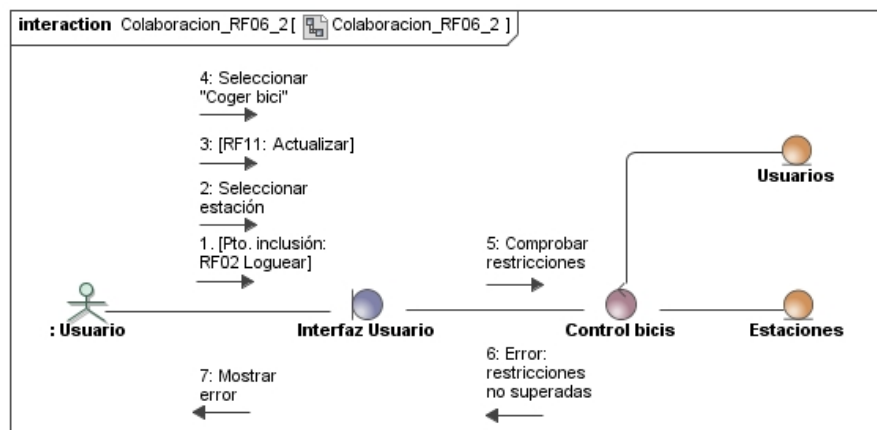 interaction Colaboracion_RF06_2[ Colaboracion_RF06_2 ]
4: Seleccionar
"Coger bici"
3: [RF11: Actualizar]
2: Seleccionar
estación
1. [Pto. inclusión:
RF02 Loguear]
5: Comprobar
restricciones
Usuarios
: Usuario
Interfaz Usuario
Control bicis
Estaciones
7: Mostrar
error
6: Error:
restricciones
no superadas